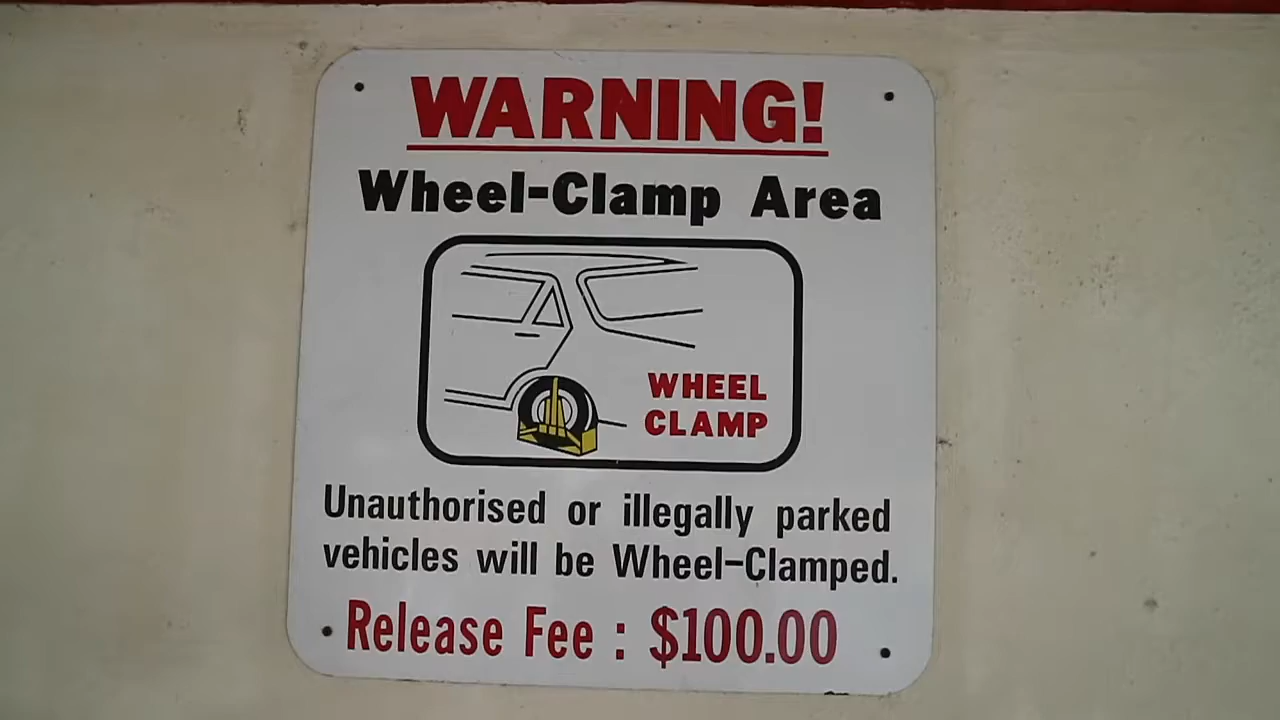 WARNING!
Wheel-Clamp Area
WHEEL
CLAMP
Unauthorised or illegally parked
vehicles will be Wheel-Clamped.
Release Fee : $100.00